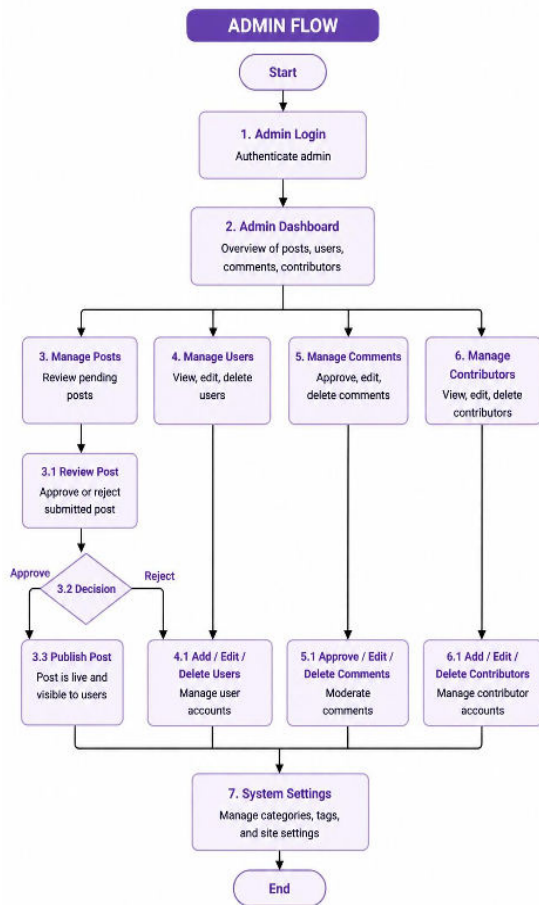 ADMIN FLOW
Start
1. Admin Login
Authenticate admin
2. Admin Dashboard
Overview of posts, users,
comments, contributors
3. Manage Posts
Review pending
posts
4. Manage Users
View, edit, delete
users
5. Manage Comments
Approve, edit,
delete comments
6. Manage
Contributors
View, edit, delete
contributors
3.1 Review Post
Approve or reject
submitted post
Approve
3.2 Decision
Reject
3.3 Publish Post
Post is live and
visible to users
4.1 Add / Edit /
Delete Users
Manage user
accounts
5.1 Approve / Edit /
Delete Comments
Moderate
comments
6.1 Add / Edit /
Delete Contributors
Manage contributor
accounts
7. System Settings
Manage categories, tags,
and site settings
End